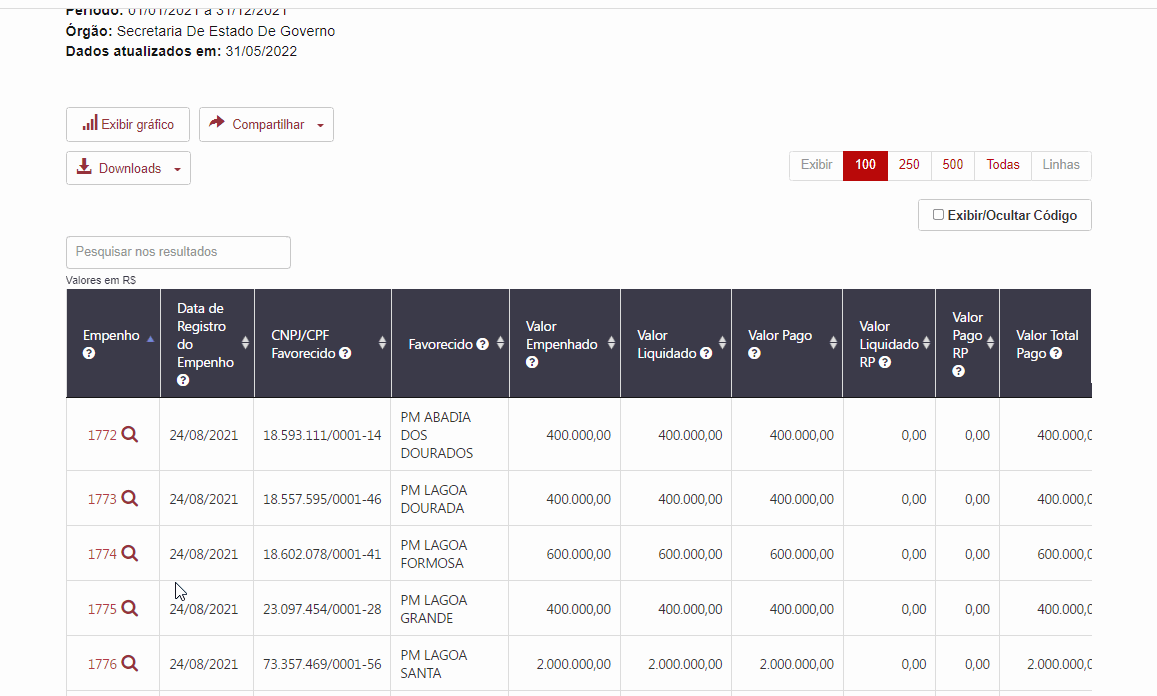 Período: 01/01/2021 a 31/12/2021
Órgão: Secretaria De Estado De Governo
Dados atualizados em: 31/05/2022
Exibir gráfico
Compartilhar
Downloads
Exibir 100 250 500 Todas Linhas
Exibir/Ocultar Código
Pesquisar nos resultados
Valores em R$
Empenho
Data de
Registro
do
Empenho
CNPJ/CPF
Favorecido
Favorecido
Valor
Empenhado
Valor
Liquidado
Valor Pago
Valor
Liquidado
RP
Valor
Pago
RP
Valor Total
Pago
1772 24/08/2021 18.593.111/0001-14 PM ABADIA
DOS
DOURADOS
400.000,00 400.000,00 400.000,00 0,00 0,00 400.000,0
1773 24/08/2021 18.557.595/0001-46 PM LAGOA
DOURADA
400.000,00 400.000,00 400.000,00 0,00 0,00 400.000,0
1774 24/08/2021 18.602.078/0001-41 PM LAGOA
FORMOSA
600.000,00 600.000,00 600.000,00 0,00 0,00 600.000,0
1775 24/08/2021 23.097.454/0001-28 PM LAGOA
GRANDE
400.000,00 400.000,00 400.000,00 0,00 0,00 400.000,0
1776 24/08/2021 73.357.469/0001-56 PM LAGOA
SANTA
2.000.000,00 2.000.000,00 2.000.000,00 0,00 0,00 2.000.000,0